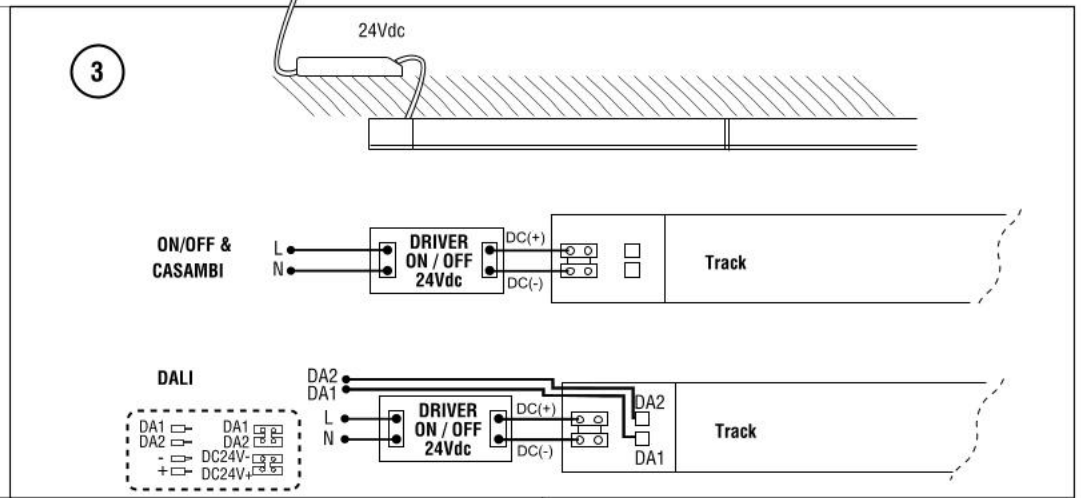 3
24Vdc
ON/OFF &
CASAMBI
L
N
DRIVER
ON / OFF
24Vdc
DC(+)
DC(-)
Track
DALI
DA2
DA1
L
N
DRIVER
ON / OFF
24Vdc
DC(+)
DC(-)
DA2
DA1
Track
DA1 DA1
DA2 DA2
- DC24V-
+ DC24V+